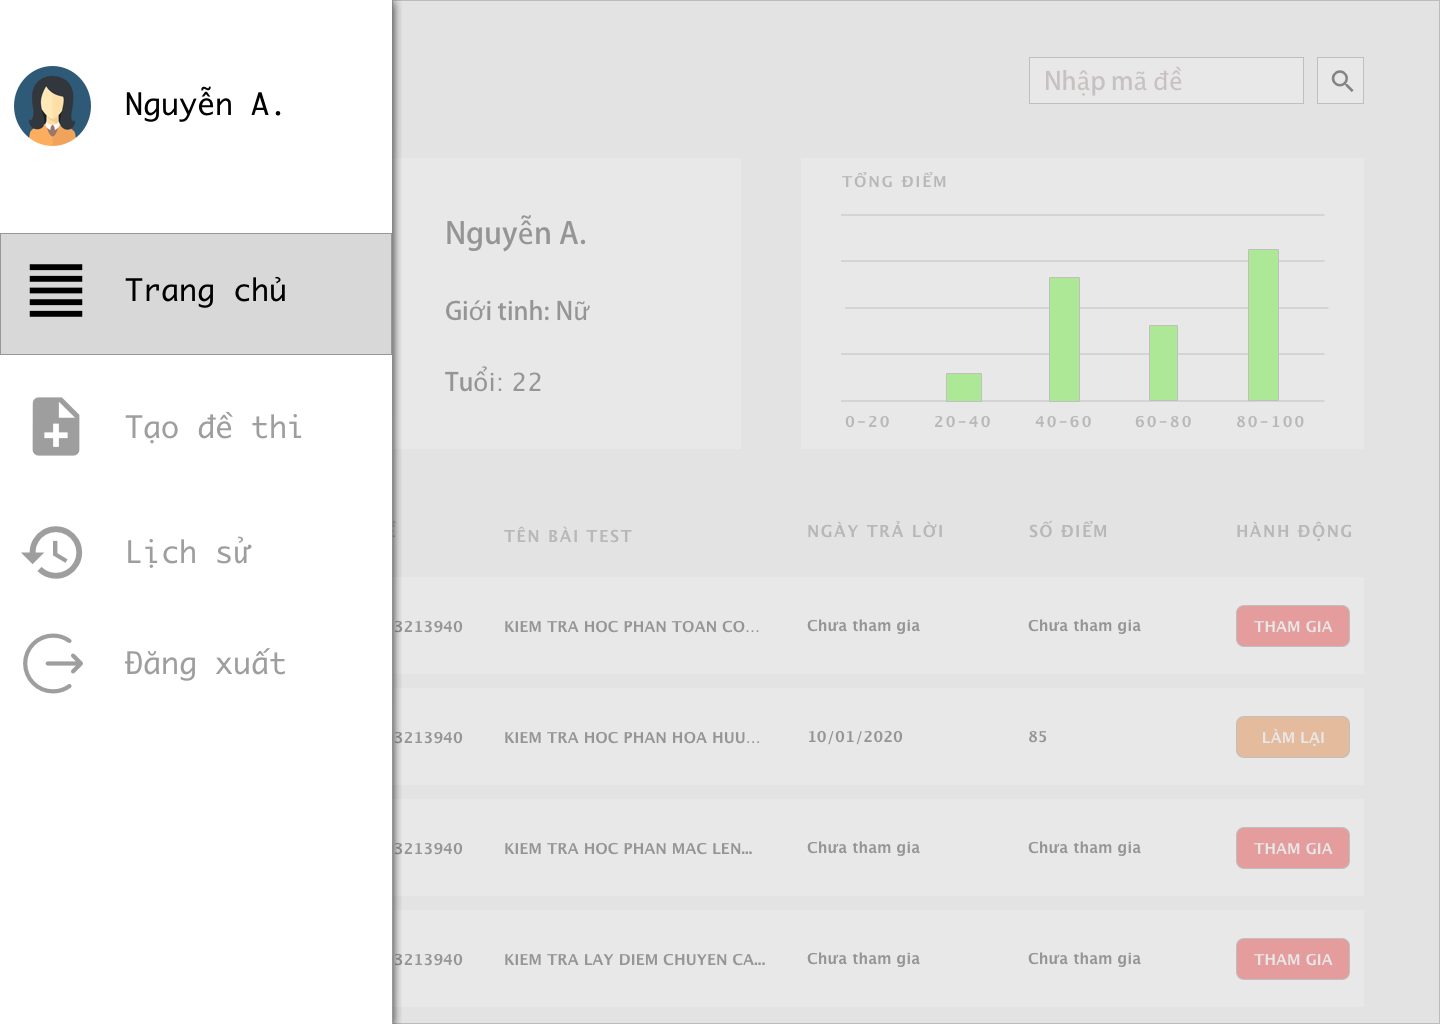 Nguyễn A.
Trang chủ
Tạo đề thi
Lịch sử
Đăng xuất
Nhập mã đề
Nguyễn A.
Giới tinh: Nữ
Tuổi: 22
TỔNG ĐIỂM
0-20 20-40 40-60 60-80 80-100
TÊN BÀI TEST NGÀY TRẢ LỜI SỐ ĐIỂM HÀNH ĐỘNG
3213940 KIEM TRA HOC PHAN TOAN CO... Chưa tham gia Chưa tham gia THAM GIA
3213940 KIEM TRA HOC PHAN HOA HUU... 10/01/2020 85 LÀM LẠI
3213940 KIEM TRA HOC PHAN MAC LEN... Chưa tham gia Chưa tham gia THAM GIA
3213940 KIEM TRA LAY DIEM CHUYEN CA... Chưa tham gia Chưa tham gia THAM GIA